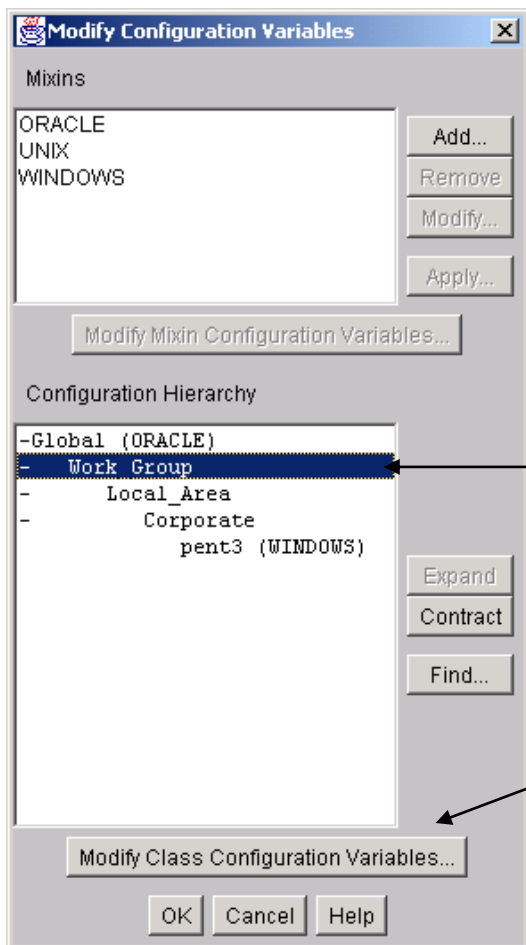 Modify Configuration Variables
Mixins
ORACLE
UNIX
WINDOWS
Add...
Remove
Modify...
Apply...
Modify Mixin Configuration Variables...
Configuration Hierarchy
-Global (ORACLE)
- Work Group
- Local_Area
- Corporate
pent3 (WINDOWS)
Expand
Contract
Find...
Modify Class Configuration Variables...
OK Cancel Help